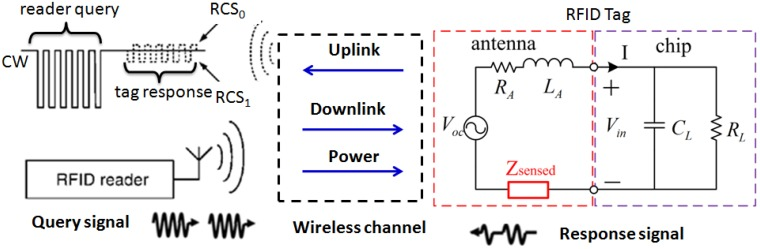 reader query
RCS0
CW
tag response
RCS1
RFID reader
Query signal
Uplink
Downlink
Power
Wireless channel
RFID Tag
antenna
chip
RA
LA
I
+
Voc
Vin
CL
RL
Zsensed
−
Response signal